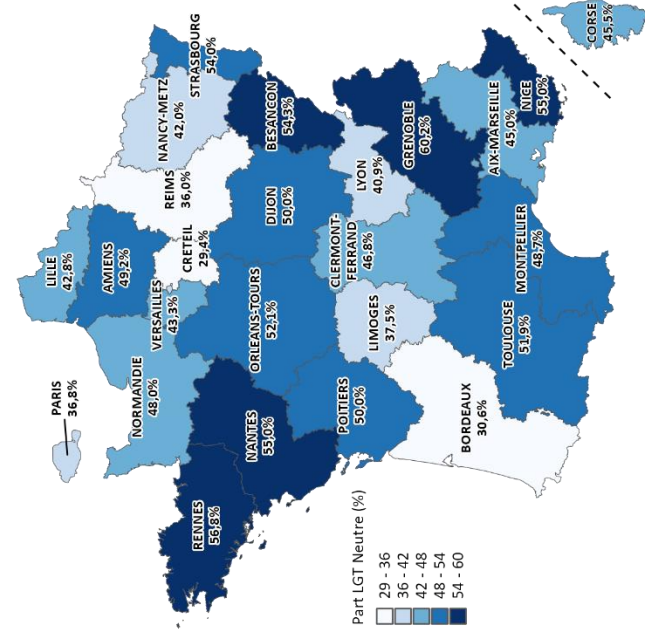 PARIS
36,8%
LILLE
42,8%
AMIENS
49,2%
NORMANDIE
48,0%
VERSAILLES
43,3%
CRETEIL
29,4%
REIMS
36,0%
NANCY-METZ
42,0%
STRASBOURG
54,0%
RENNES
56,8%
NANTES
55,0%
ORLEANS-TOURS
52,1%
DIJON
50,0%
BESANCON
54,3%
POITIERS
50,0%
LIMOGES
37,5%
CLERMONT-
FERRAND
46,8%
LYON
40,9%
GRENOBLE
60,2%
BORDEAUX
30,6%
TOULOUSE
51,9%
MONTPELLIER
48,7%
AIX-MARSEILLE
45,0%
NICE
55,0%
CORSE
45,5%
Part LGT Neutre (%)
29 - 36
36 - 42
42 - 48
48 - 54
54 - 60